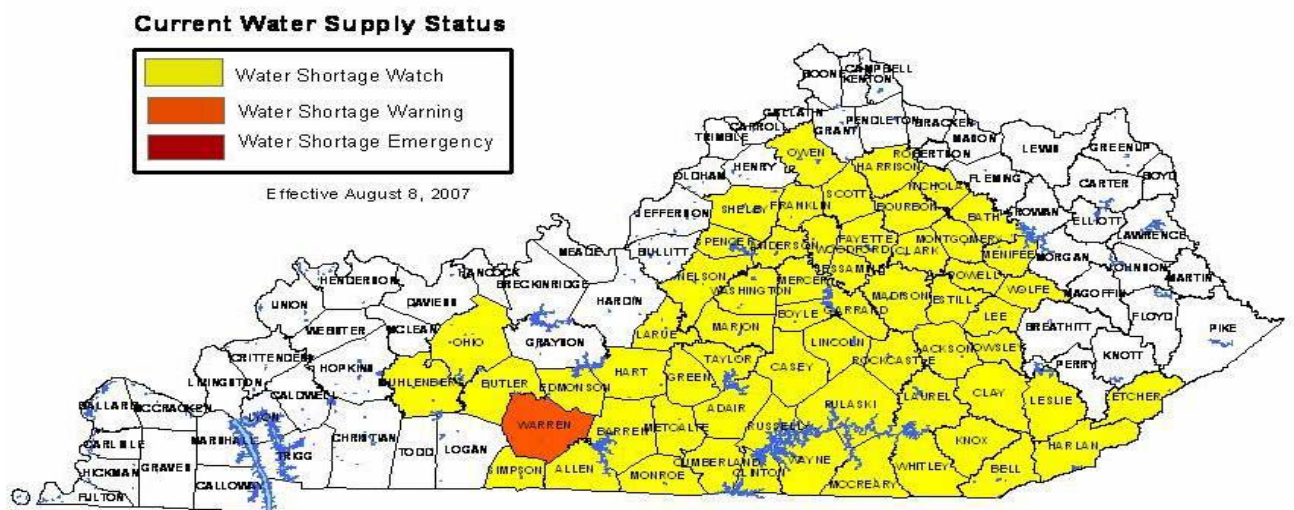 Current Water Supply Status
Water Shortage Watch
Water Shortage Warning
Water Shortage Emergency
Effective August 8, 2007
BOONE
CAMPBELL
KENTON
GALLATIN
CARROLL
TRIMBLE
GRANT
PENDLETON
BRACKEN
MASON
ROBERTSON
LEWIS
GREENUP
OWEN
HARRISON
HENRY
OLDHAM
FLEMING
CARTER
BOYD
NICHOLAS
SCOTT
SHELBY
FRANKLIN
BOURBON
JEFFERSON
BATH
ROWAN
ELLIOTT
LAWRENCE
BULLITT
SPENCER
ANDERSON
WOODFORD
FAYETTE
CLARK
MONTGOMERY
MENIFEE
MORGAN
JOHNSON
MARTIN
MEADE
HANCOCK
BRECKINRIDGE
HENDERSON
DAVIESS
UNION
WEBSTER
MCLEAN
HARDIN
NELSON
WASHINGTON
MERCER
JESSAMINE
MADISON
POWELL
ESTILL
WOLFE
MAGOFFIN
FLOYD
PIKE
LARUE
MARION
BOYLE
GARRARD
LEE
BREATHITT
KNOTT
PERRY
OHIO
GRAYSON
LINCOLN
ROCKCASTLE
JACKSON
OWSLEY
CRITTENDEN
HOPKINS
LIVINGSTON
CALDWELL
MUHLENBERG
BUTLER
EDMONSON
HART
GREEN
TAYLOR
CASEY
LAUREL
CLAY
LESLIE
LETCHER
BALLARD
MCCRACKEN
LYON
ADAIR
PULASKI
WARREN
BARREN
METCALFE
RUSSELL
KNOX
HARLAN
CARLISLE
MARSHALL
CHRISTIAN
TRIGG
TODD
LOGAN
HICKMAN
GRAVES
CALLOWAY
SIMPSON
ALLEN
MONROE
CUMBERLAND
CLINTON
WAYNE
WHITLEY
BELL
MCCREARY
FULTON